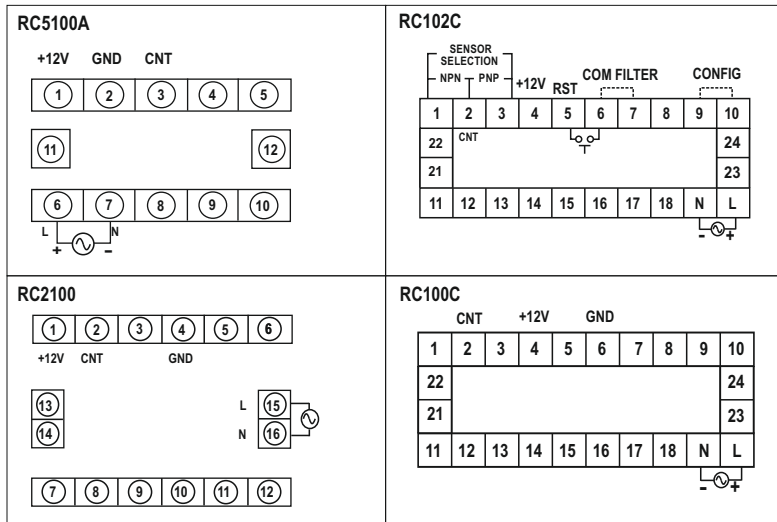 RC5100A
+12V GND CNT
1 2 3 4 5
11 12
6 7 8 9 10
L N
+ -
RC102C
SENSOR
SELECTION
NPN PNP +12V RST COM FILTER CONFIG
1 2 3 4 5 6 7 8 9 10
22 CNT 24
21 23
11 12 13 14 15 16 17 18 N L
- +
RC2100
1 2 3 4 5 6
+12V CNT GND
13 L 15
14 N 16
7 8 9 10 11 12
RC100C
CNT +12V GND
1 2 3 4 5 6 7 8 9 10
22 24
21 23
11 12 13 14 15 16 17 18 N L
- +